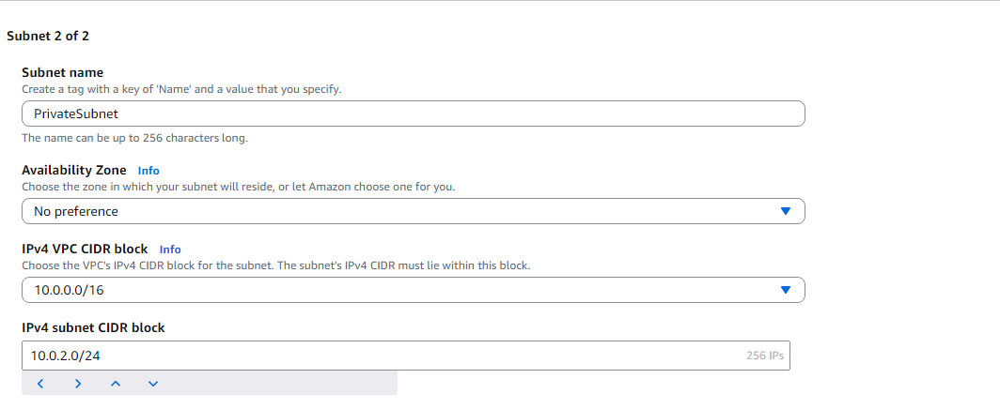 Subnet 2 of 2
Subnet name
Create a tag with a key of 'Name' and a value that you specify.
PrivateSubnet
The name can be up to 256 characters long.
Availability Zone Info
Choose the zone in which your subnet will reside, or let Amazon choose one for you.
No preference
IPv4 VPC CIDR block Info
Choose the VPC's IPv4 CIDR block for the subnet. The subnet's IPv4 CIDR must lie within this block.
10.0.0.0/16
IPv4 subnet CIDR block
10.0.2.0/24 256 IPs